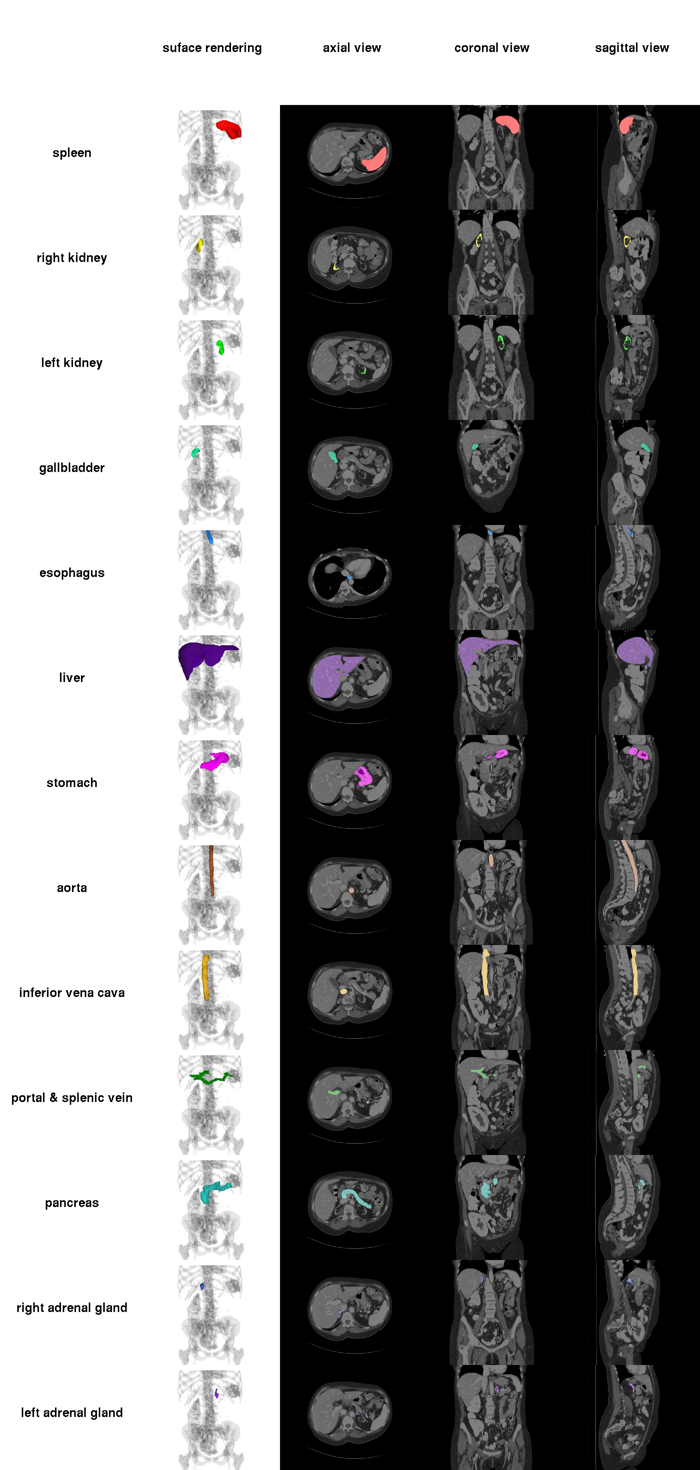 suface rendering axial view coronal view sagittal view
spleen
right kidney
left kidney
gallbladder
esophagus
liver
stomach
aorta
inferior vena cava
portal & splenic vein
pancreas
right adrenal gland
left adrenal gland